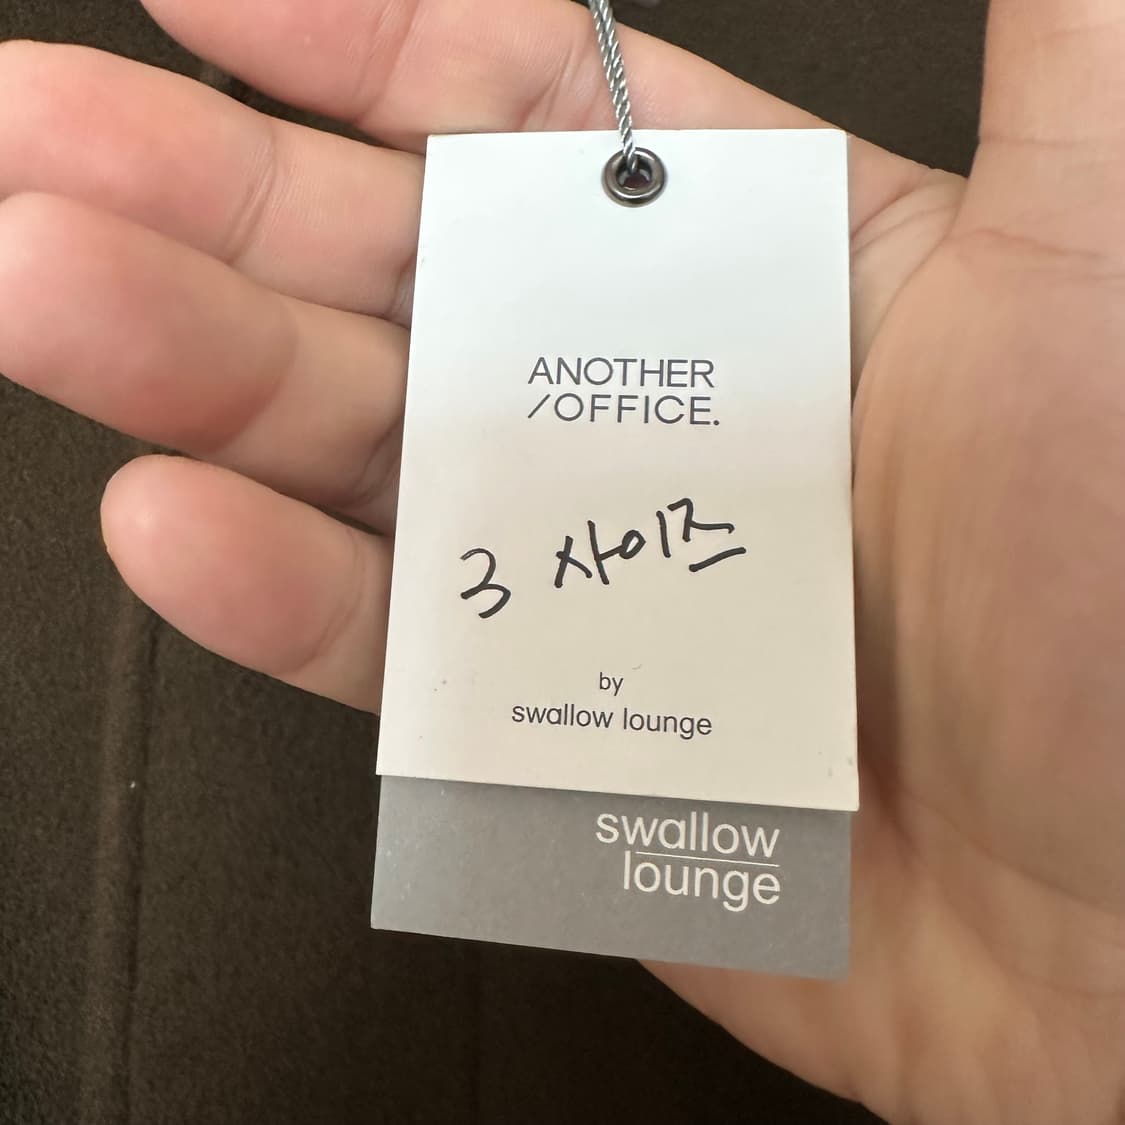 ANOTHER
/OFFICE.
3 사이즈
by
swallow lounge
swallow
lounge